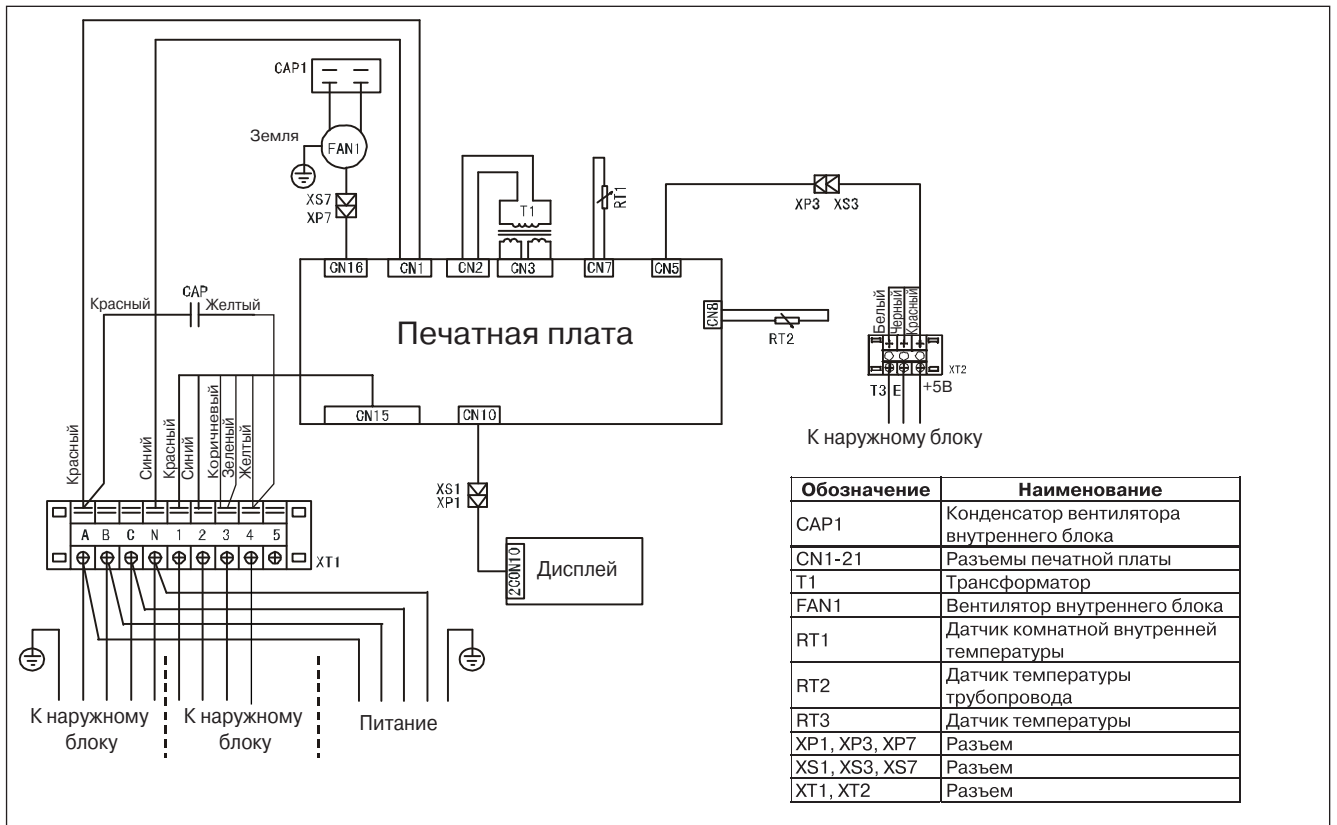 CAP1
Земля
FAN1
XS7
XP7
T1
RT1
XP3 XS3
CN16
CN1
CN2
CN3
CN7
CN5
Красный
CAP
Желтый
Печатная плата
CN8
RT2
Белый
Черный
Красный
XT2
T3 E +5В
К наружному блоку
CN15
CN10
Красный
Синий
Красный
Синий
Коричневый
Зеленый
Желтый
XS1
XP1
A B C N 1 2 3 4 5
XT1
2CON10
Дисплей
К наружному
блоку
К наружному
блоку
Питание
Обозначение Наименование
CAP1 Конденсатор вентилятора
внутреннего блока
CN1-21 Разъемы печатной платы
T1 Трансформатор
FAN1 Вентилятор внутреннего блока
RT1 Датчик комнатной внутренней
температуры
RT2 Датчик температуры
трубопровода
RT3 Датчик температуры
XP1, XP3, XP7 Разъем
XS1, XS3, XS7 Разъем
XT1, XT2 Разъем